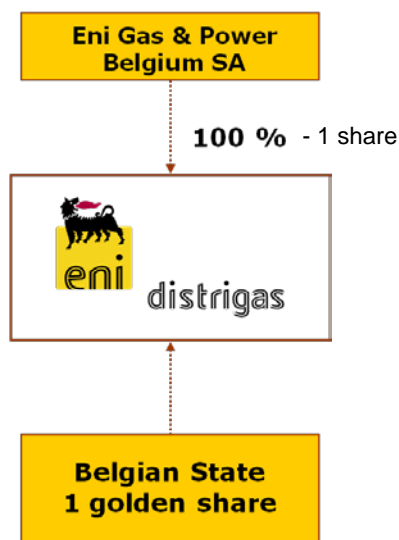 Eni Gas & Power
Belgium SA
100 % - 1 share
eni
distrigas
Belgian State
1 golden share